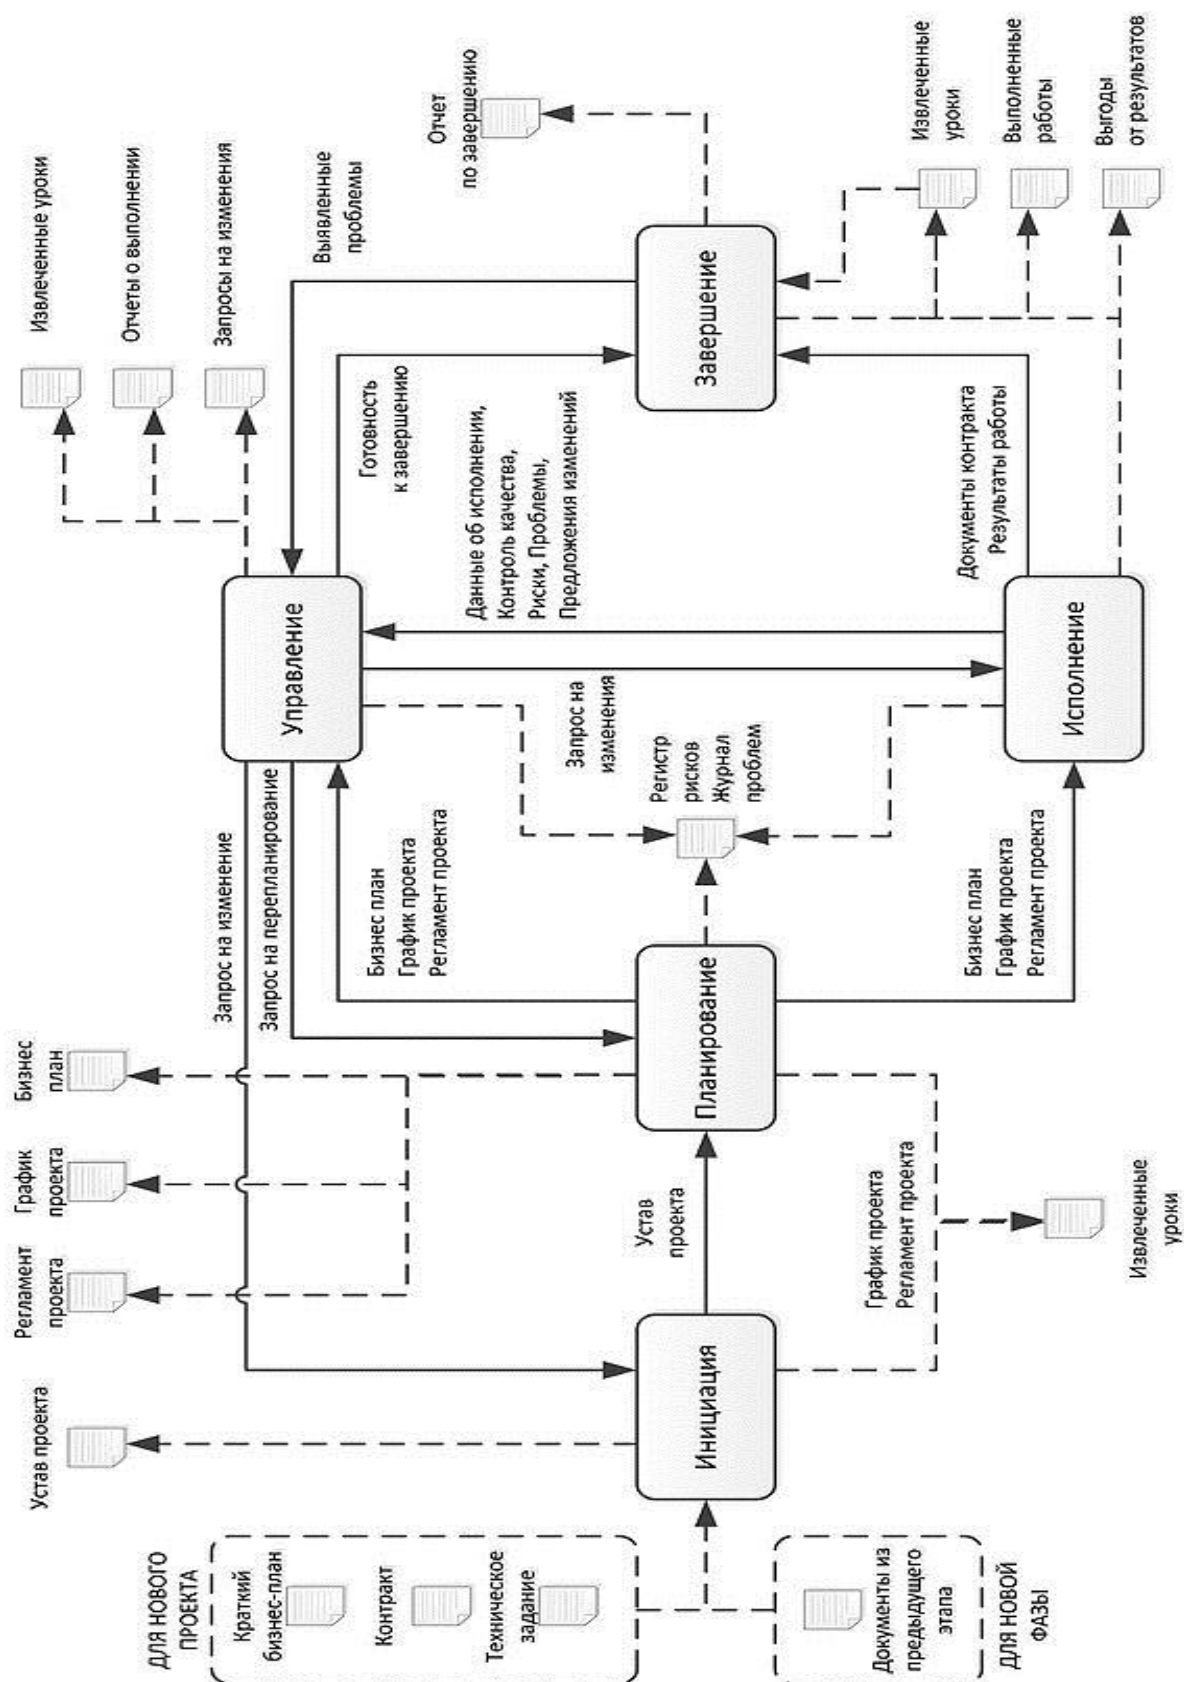 ДЛЯ НОВОГО
ПРОЕКТА
Краткий
бизнес-план
Контракт
Техническое
задание
Документы из
предыдущего
этапа
ДЛЯ НОВОЙ
ФАЗЫ
Устав проекта
Инициация
Регламент
проекта
График
проекта
Бизнес
план
Устав
проекта
График проекта
Регламент проекта
Извлеченные
уроки
Запрос на изменение
Запрос на перепланирование
Планирование
Бизнес план
График проекта
Регламент проекта
Бизнес план
График проекта
Регламент проекта
Регистр
рисков
Журнал
проблем
Запрос на
изменения
Управление
Исполнение
Данные об исполнении,
Контроль качества,
Риски, Проблемы,
Предложения изменений
Документы контракта
Результаты работы
Готовность
к завершению
Выявленные
проблемы
Извлеченные уроки
Отчеты о выполнении
Запросы на изменения
Завершение
Отчет
по завершению
Извлеченные
уроки
Выполненные
работы
Выгоды
от результатов